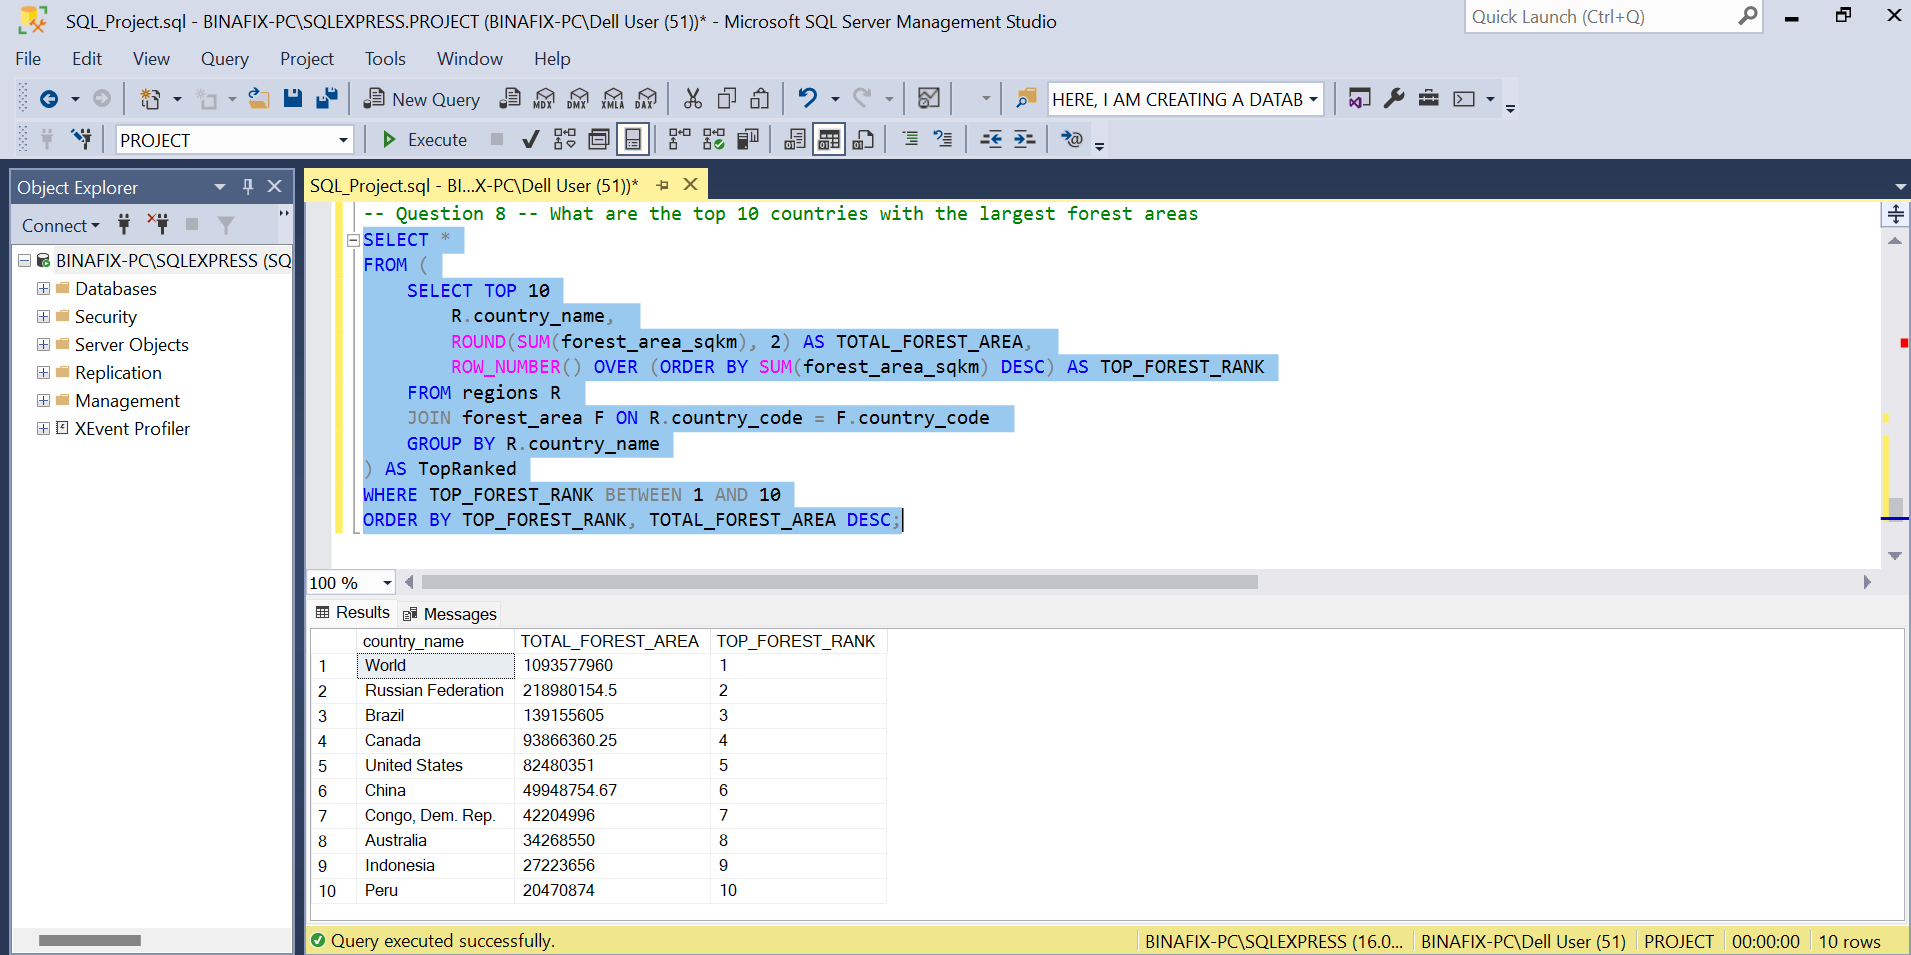 SQL_Project.sql - BINAFIX-PC\SQLEXPRESS.PROJECT (BINAFIX-PC\Dell User (51))* - Microsoft SQL Server Management Studio
Quick Launch (Ctrl+Q)
File Edit View Query Project Tools Window Help
New Query MDX DMX XMLA DAX HERE, I AM CREATING A DATAB
PROJECT Execute
Object Explorer
Connect
BINAFIX-PC\SQLEXPRESS (SQ
Databases
Security
Server Objects
Replication
Management
XEvent Profiler
SQL_Project.sql - BI...X-PC\Dell User (51))*
-- Question 8 -- What are the top 10 countries with the largest forest areas
SELECT *
FROM (
SELECT TOP 10
R.country_name,
ROUND(SUM(forest_area_sqkm), 2) AS TOTAL_FOREST_AREA,
ROW_NUMBER() OVER (ORDER BY SUM(forest_area_sqkm) DESC) AS TOP_FOREST_RANK
FROM regions R
JOIN forest_area F ON R.country_code = F.country_code
GROUP BY R.country_name
) AS TopRanked
WHERE TOP_FOREST_RANK BETWEEN 1 AND 10
ORDER BY TOP_FOREST_RANK, TOTAL_FOREST_AREA DESC;
100 %
Results Messages
country_name TOTAL_FOREST_AREA TOP_FOREST_RANK
1 World 1093577960 1
2 Russian Federation 218980154.5 2
3 Brazil 139155605 3
4 Canada 93866360.25 4
5 United States 82480351 5
6 China 49948754.67 6
7 Congo, Dem. Rep. 42204996 7
8 Australia 34268550 8
9 Indonesia 27223656 9
10 Peru 20470874 10
Query executed successfully. BINAFIX-PC\SQLEXPRESS (16.0... BINAFIX-PC\Dell User (51) PROJECT 00:00:00 10 rows